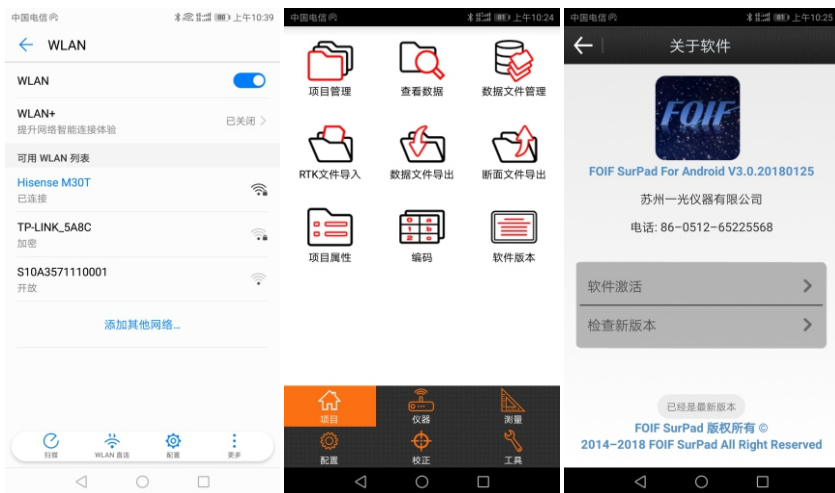 中国电信
上午10:39
WLAN
WLAN
WLAN+
提升网络智能连接体验
已关闭
可用 WLAN 列表
Hisense M30T
已连接
TP-LINK_5A8C
加密
S10A3571110001
开放
添加其他网络...
扫描
WLAN 直连
配置
更多
中国电信
上午10:24
项目管理
查看数据
数据文件管理
RTK文件导入
数据文件导出
断面文件导出
项目属性
编码
软件版本
项目
仪器
测量
配置
校正
工具
中国电信
上午10:25
关于软件
FOIF
FOIF SurPad For Android V3.0.20180125
苏州一光仪器有限公司
电话: 86-0512-65225568
软件激活
检查新版本
已经是最新版本
FOIF SurPad 版权所有 ©
2014-2018 FOIF SurPad All Right Reserved